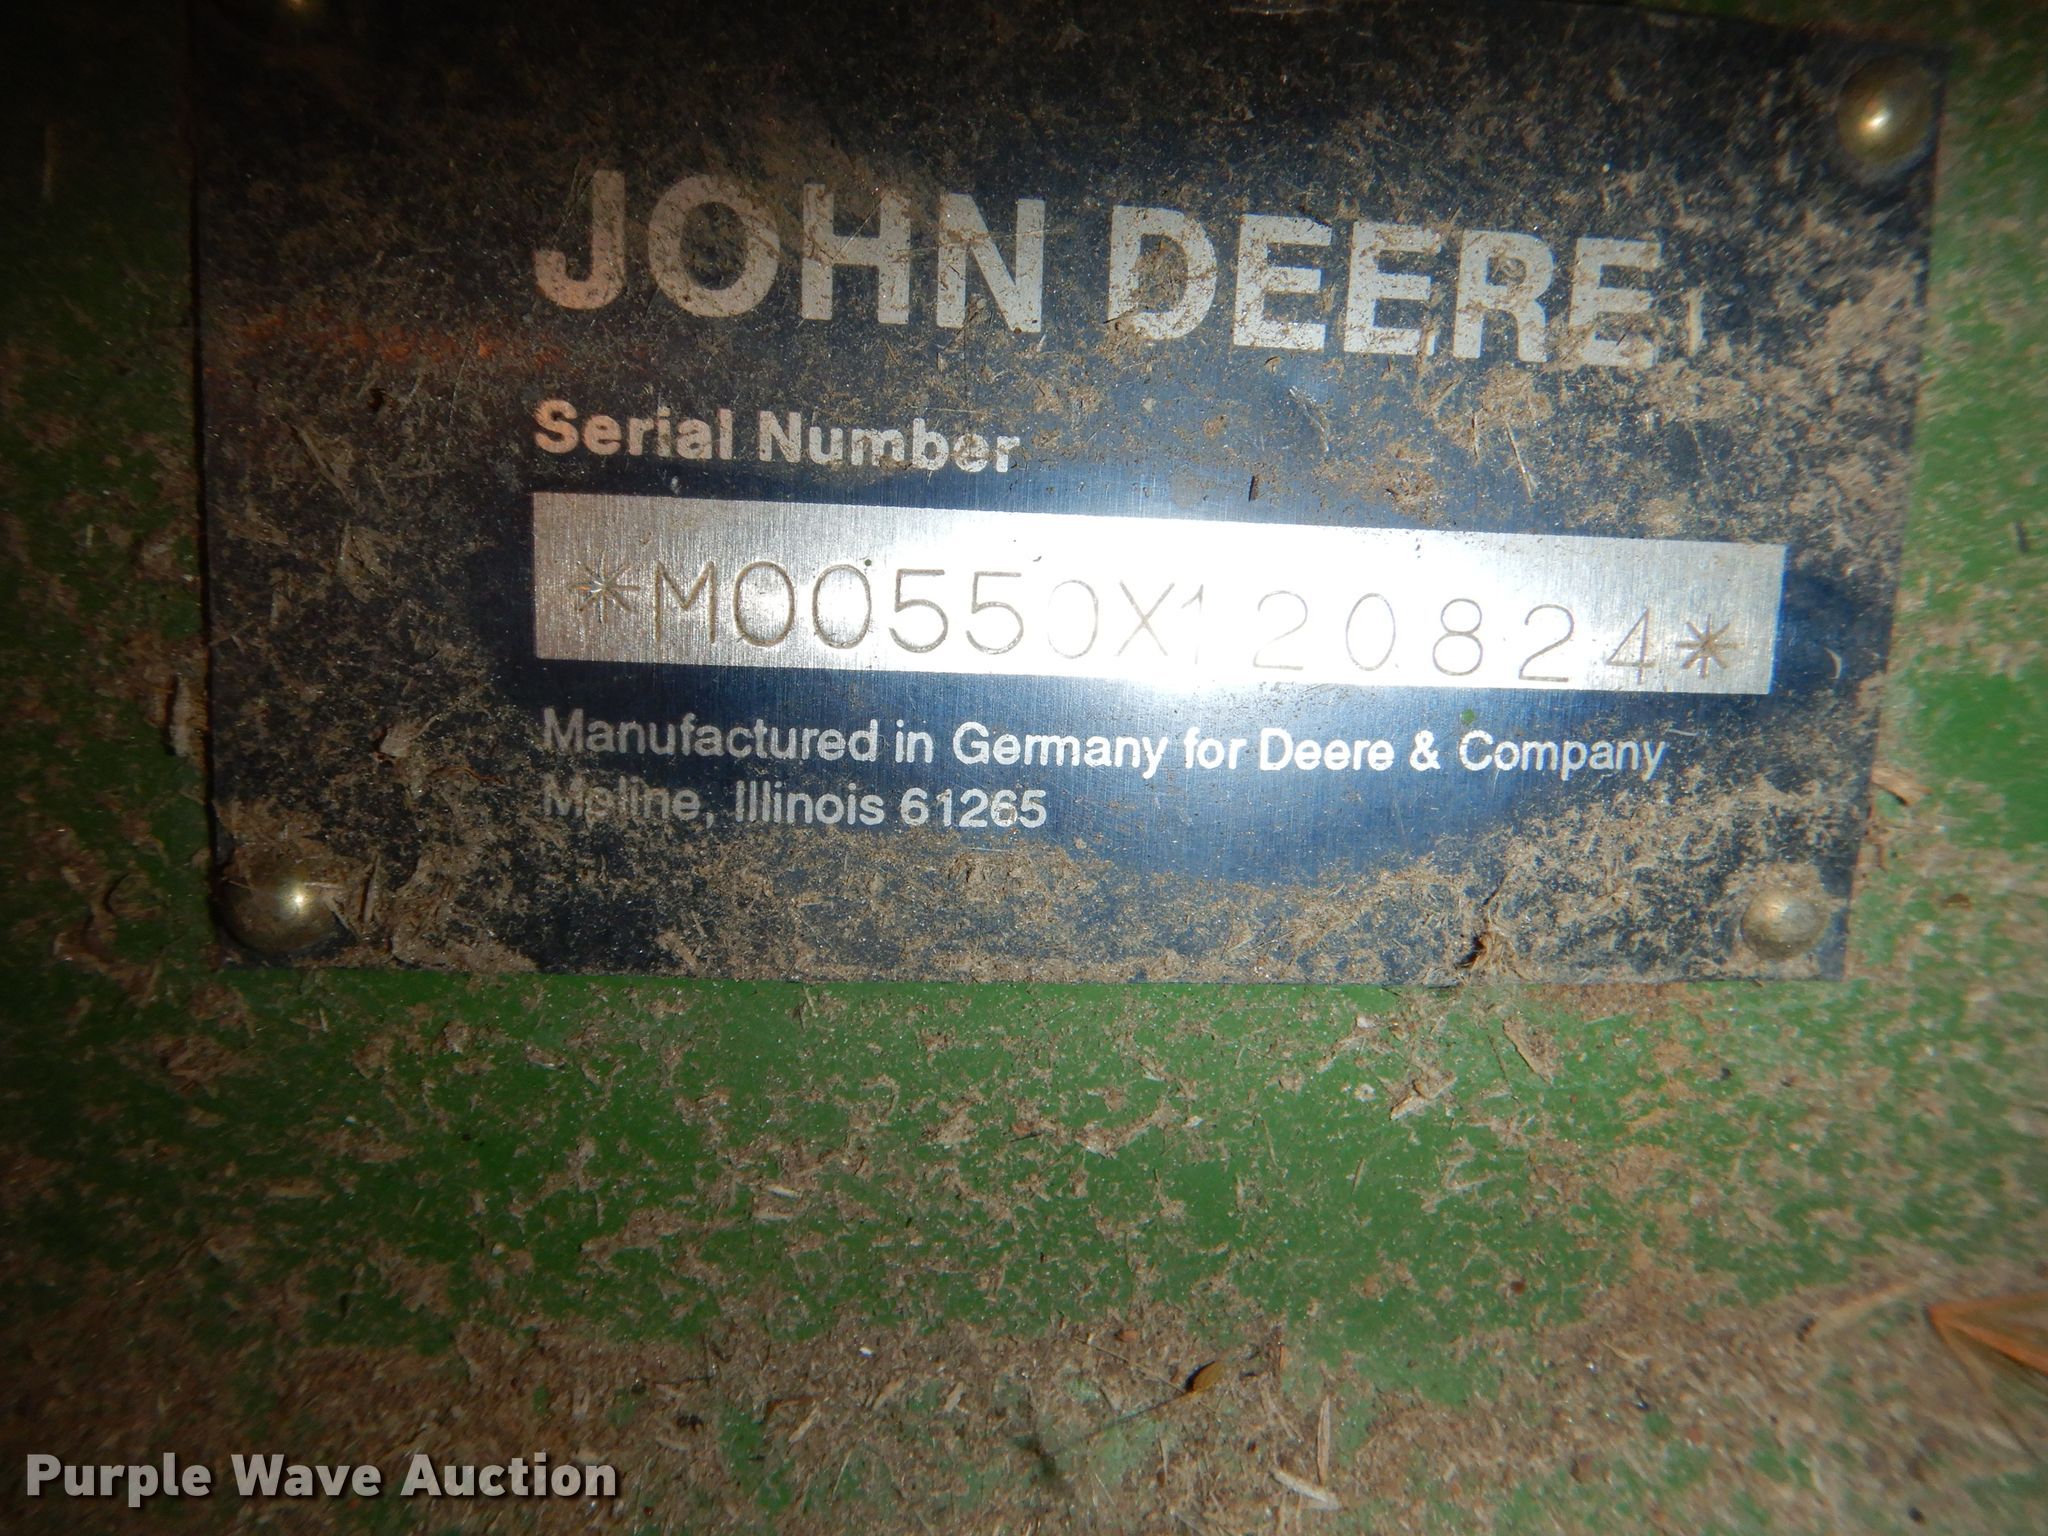 JOHN DEERE
Serial Number
*M00550X120824*
Manufactured in Germany for Deere & Company
Moline, Illinois 61265
Purple Wave Auction